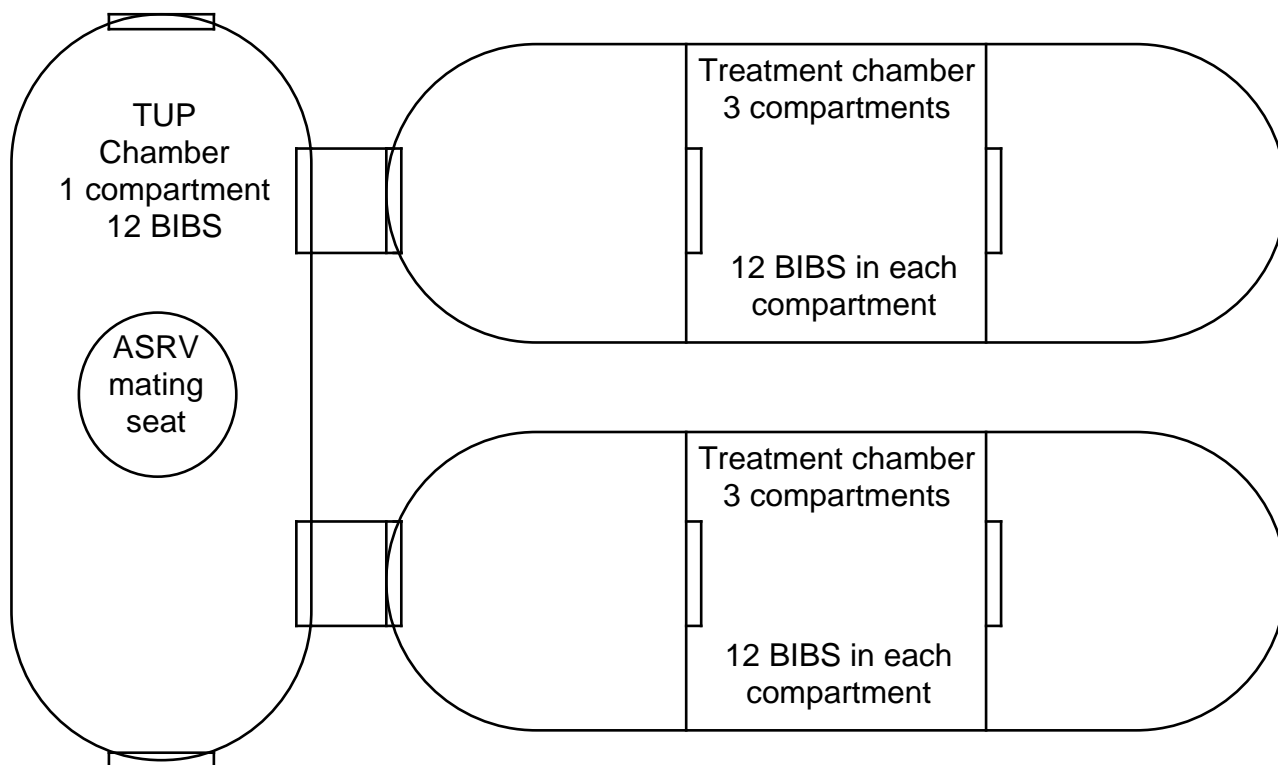 TUP
Chamber
1 compartment
12 BIBS
ASRV
mating
seat
Treatment chamber
3 compartments
12 BIBS in each
compartment
Treatment chamber
3 compartments
12 BIBS in each
compartment